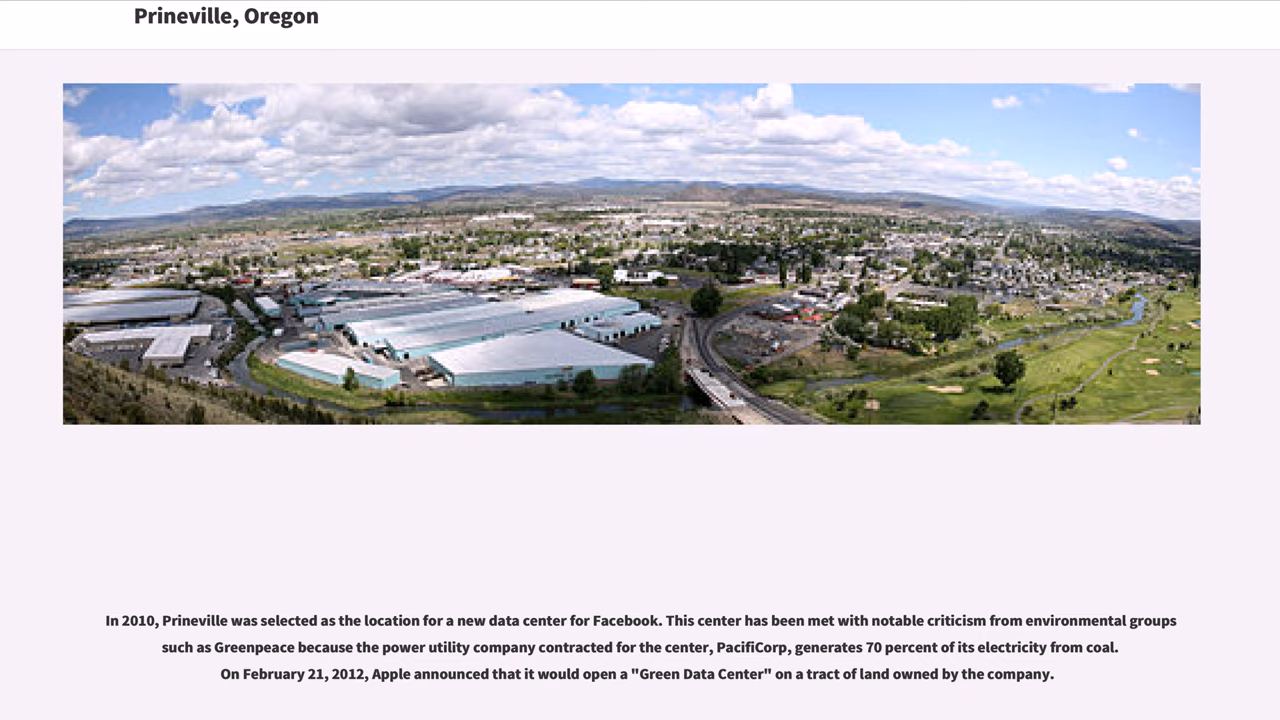 Prineville, Oregon
In 2010, Prineville was selected as the location for a new data center for Facebook. This center has been met with notable criticism from environmental groups
such as Greenpeace because the power utility company contracted for the center, PacifiCorp, generates 70 percent of its electricity from coal.
On February 21, 2012, Apple announced that it would open a "Green Data Center" on a tract of land owned by the company.